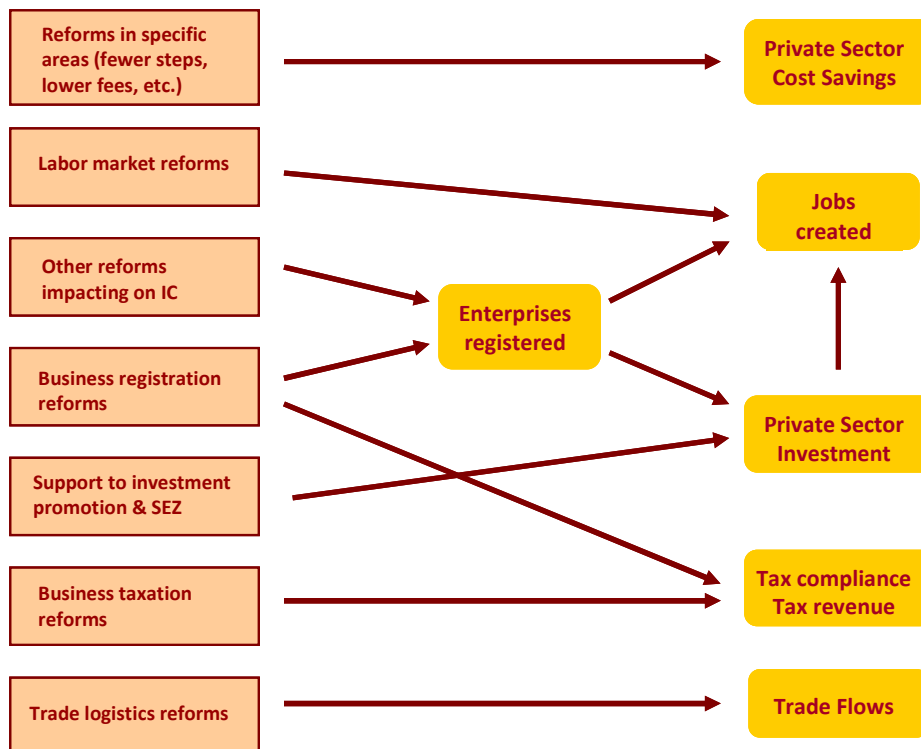 Reforms in specific
areas (fewer steps,
lower fees, etc.)
Private Sector
Cost Savings
Labor market reforms
Jobs
created
Other reforms
impacting on IC
Enterprises
registered
Business registration
reforms
Private Sector
Investment
Support to investment
promotion & SEZ
Tax compliance
Tax revenue
Business taxation
reforms
Trade logistics reforms
Trade Flows